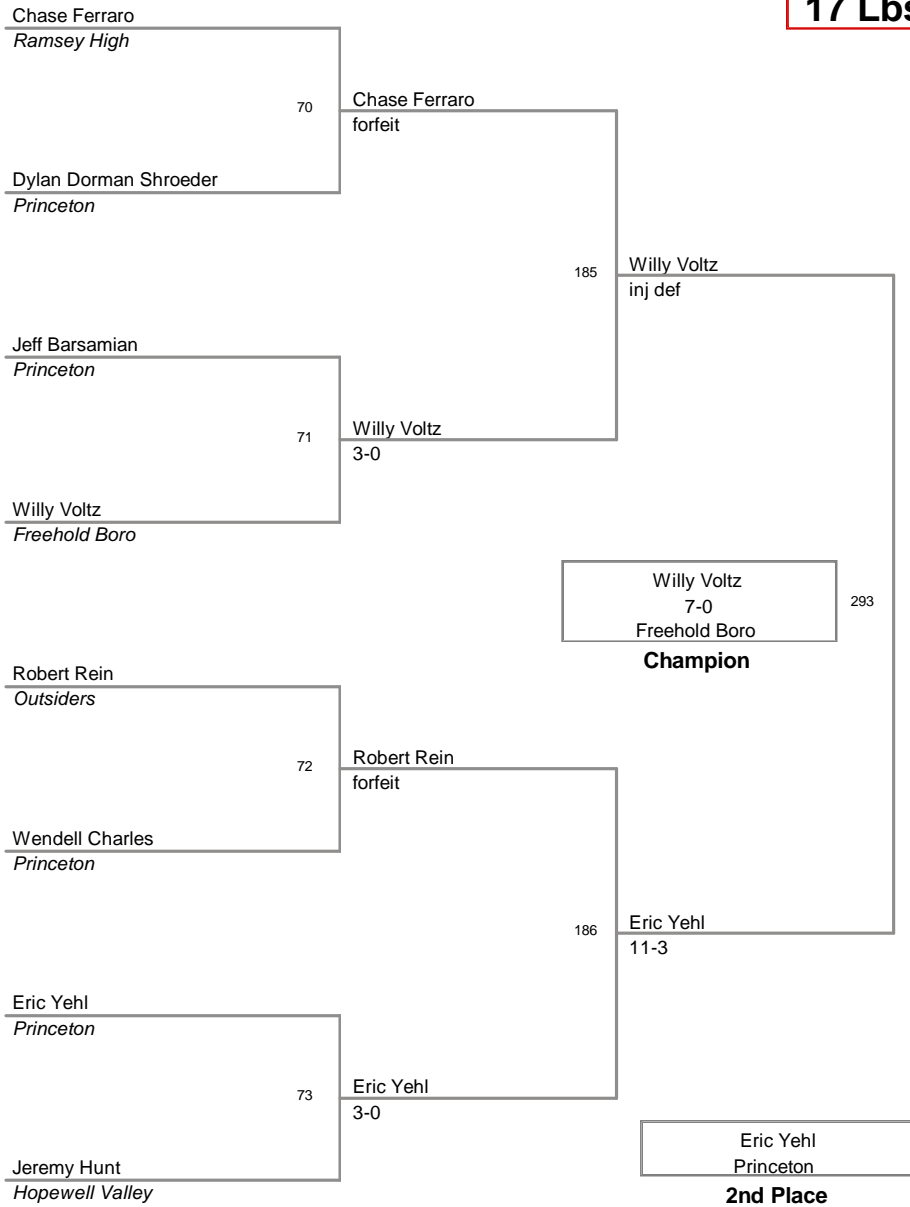 17 Lbs
Chase Ferraro
Ramsey High
70
Chase Ferraro
forfeit
Dylan Dorman Shroeder
Princeton
185
Willy Voltz
inj def
Jeff Barsamian
Princeton
71
Willy Voltz
3-0
Willy Voltz
Freehold Boro
Willy Voltz
7-0
Freehold Boro
293
Champion
Robert Rein
Outsiders
72
Robert Rein
forfeit
Wendell Charles
Princeton
186
Eric Yehl
11-3
Eric Yehl
Princeton
73
Eric Yehl
3-0
Jeremy Hunt
Hopewell Valley
Eric Yehl
Princeton
2nd Place